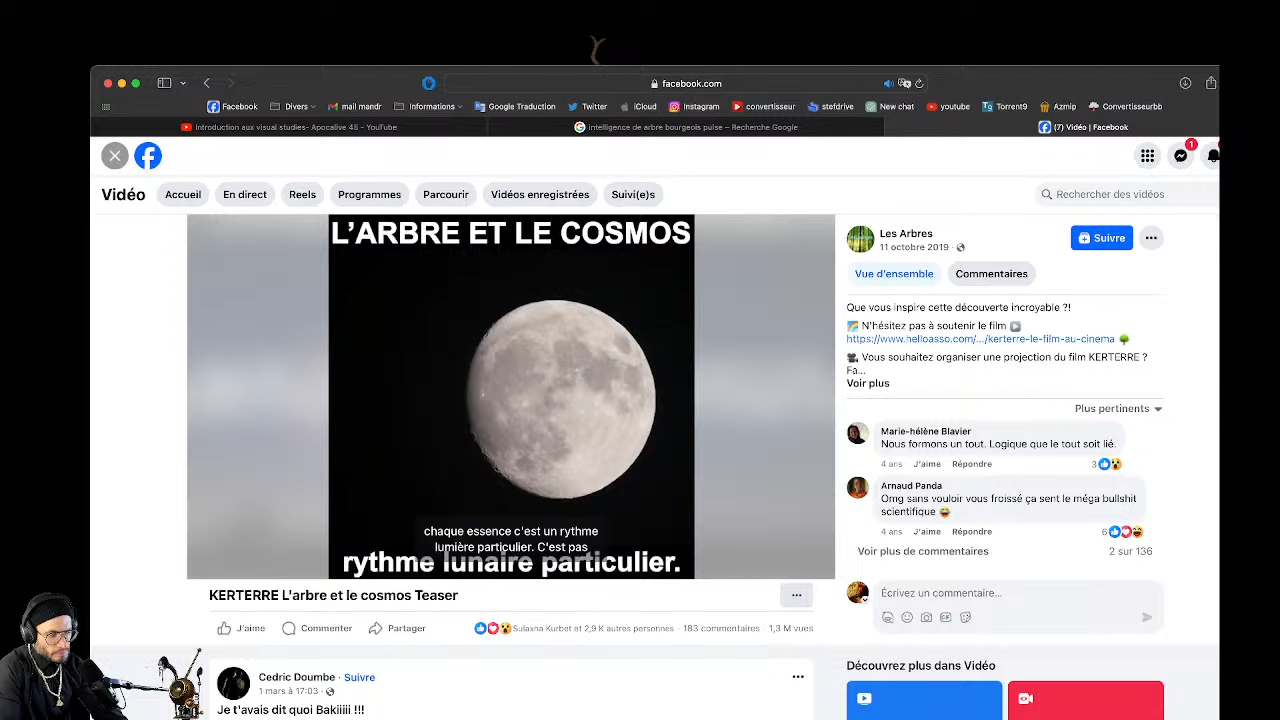 facebook.com
Facebook
Divers
mail mandr
Informations
Google Traduction
Twitter
iCloud
Instagram
convertisseur
stefdrive
New chat
youtube
Torrent9
Azmip
convertisseurbb
Introduction aux visual studies- Apocalive 45 - YouTube
intelligence de arbre bourgeois pulse – Recherche Google
(7) Vidéo | Facebook
1
Vidéo
Accueil
En direct
Reels
Programmes
Parcourir
Vidéos enregistrées
Suivi(e)s
Rechercher des vidéos
L'ARBRE ET LE COSMOS
chaque essence c'est un rythme
lumière particulier. C'est pas
rythme lunaire particulier.
KERTERRE L'arbre et le cosmos Teaser
J'aime
Commenter
Partager
Sulaxna Kurbet et 2,9 K autres personnes · 183 commentaires · 1,3 M vues
Cedric Doumbe · Suivre
1 mars à 17:03 ·
Je t'avais dit quoi Bakiiiii !!!
Les Arbres
11 octobre 2019 ·
Suivre
Vue d'ensemble
Commentaires
Que vous inspire cette découverte incroyable ?!
N'hésitez pas à soutenir le film
https://www.helloasso.com/.../kerterre-le-film-au-cinema
Vous souhaitez organiser une projection du film KERTERRE ?
Fa...
Voir plus
Plus pertinents
Marie-hélène Blavier
Nous formons un tout. Logique que le tout soit lié.
4 ans J'aime Répondre 3
Arnaud Panda
Omg sans vouloir vous froissé ça sent le méga bullshit
scientifique
4 ans J'aime Répondre 6
Voir plus de commentaires 2 sur 136
Écrivez un commentaire...
GIF
Découvrez plus dans Vidéo